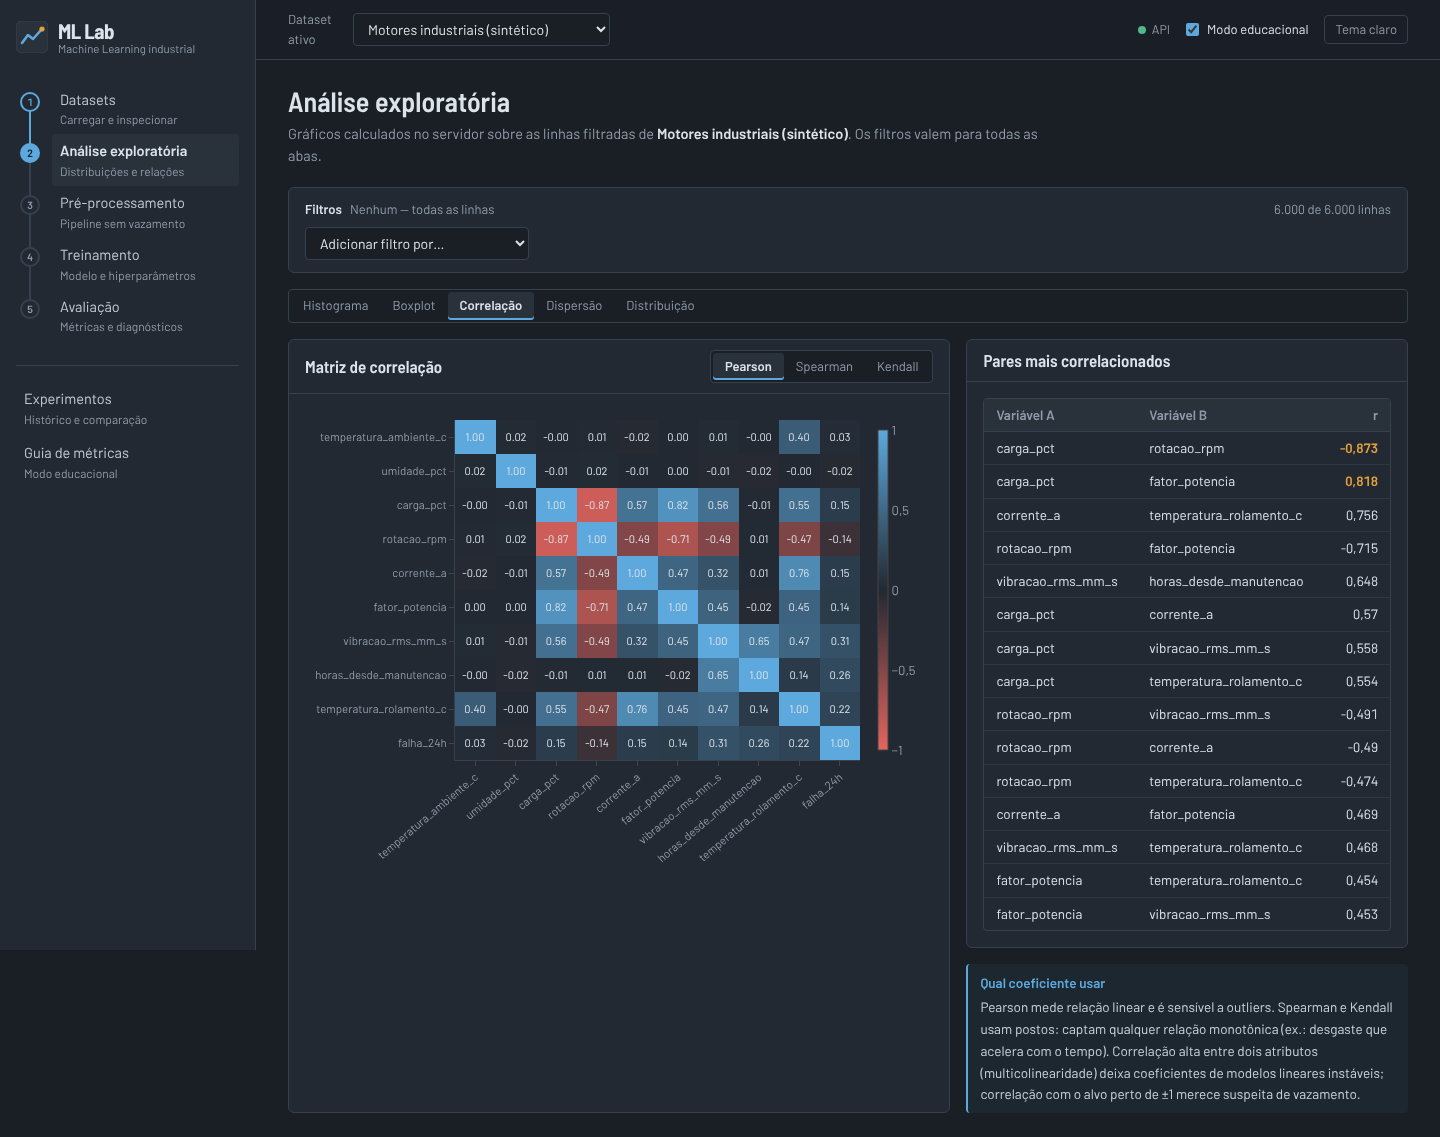 ML Lab
Machine Learning industrial
1
Datasets
Carregar e inspecionar
2
Análise exploratória
Distribuições e relações
3
Pré-processamento
Pipeline sem vazamento
4
Treinamento
Modelo e hiperparâmetros
5
Avaliação
Métricas e diagnósticos
Experimentos
Histórico e comparação
Guia de métricas
Modo educacional
Dataset
ativo
Motores industriais (sintético)
API
Modo educacional
Tema claro
Análise exploratória
Gráficos calculados no servidor sobre as linhas filtradas de Motores industriais (sintético). Os filtros valem para todas as
abas.
Filtros Nenhum — todas as linhas
6.000 de 6.000 linhas
Adicionar filtro por...
Histograma Boxplot Correlação Dispersão Distribuição
Matriz de correlação
Pearson Spearman Kendall
temperatura_ambiente_c 1.00 0.02 -0.00 0.01 -0.02 0.00 0.01 -0.00 0.40 0.03
umidade_pct 0.02 1.00 -0.01 0.02 -0.01 0.00 -0.01 -0.02 -0.00 -0.02
carga_pct -0.00 -0.01 1.00 -0.87 0.57 0.82 0.56 -0.01 0.55 0.15
rotacao_rpm 0.01 0.02 -0.87 1.00 -0.49 -0.71 -0.49 0.01 -0.47 -0.14
corrente_a -0.02 -0.01 0.57 -0.49 1.00 0.47 0.32 0.01 0.76 0.15
fator_potencia 0.00 0.00 0.82 -0.71 0.47 1.00 0.45 -0.02 0.45 0.14
vibracao_rms_mm_s 0.01 -0.01 0.56 -0.49 0.32 0.45 1.00 0.65 0.47 0.31
horas_desde_manutencao -0.00 -0.02 -0.01 0.01 0.01 -0.02 0.65 1.00 0.14 0.26
temperatura_rolamento_c 0.40 -0.00 0.55 -0.47 0.76 0.45 0.47 0.14 1.00 0.22
falha_24h 0.03 -0.02 0.15 -0.14 0.15 0.14 0.31 0.26 0.22 1.00
temperatura_ambiente_c
umidade_pct
carga_pct
rotacao_rpm
corrente_a
fator_potencia
vibracao_rms_mm_s
horas_desde_manutencao
temperatura_rolamento_c
falha_24h
1
0,5
0
−0,5
−1
Pares mais correlacionados
Variável A Variável B r
carga_pct rotacao_rpm -0,873
carga_pct fator_potencia 0,818
corrente_a temperatura_rolamento_c 0,756
rotacao_rpm fator_potencia -0,715
vibracao_rms_mm_s horas_desde_manutencao 0,648
carga_pct corrente_a 0,57
carga_pct vibracao_rms_mm_s 0,558
carga_pct temperatura_rolamento_c 0,554
rotacao_rpm vibracao_rms_mm_s -0,491
rotacao_rpm corrente_a -0,49
rotacao_rpm temperatura_rolamento_c -0,474
corrente_a fator_potencia 0,469
vibracao_rms_mm_s temperatura_rolamento_c 0,468
fator_potencia temperatura_rolamento_c 0,454
fator_potencia vibracao_rms_mm_s 0,453
Qual coeficiente usar
Pearson mede relação linear e é sensível a outliers. Spearman e Kendall
usam postos: captam qualquer relação monotônica (ex.: desgaste que
acelera com o tempo). Correlação alta entre dois atributos
(multicolinearidade) deixa coeficientes de modelos lineares instáveis;
correlação com o alvo perto de ±1 merece suspeita de vazamento.